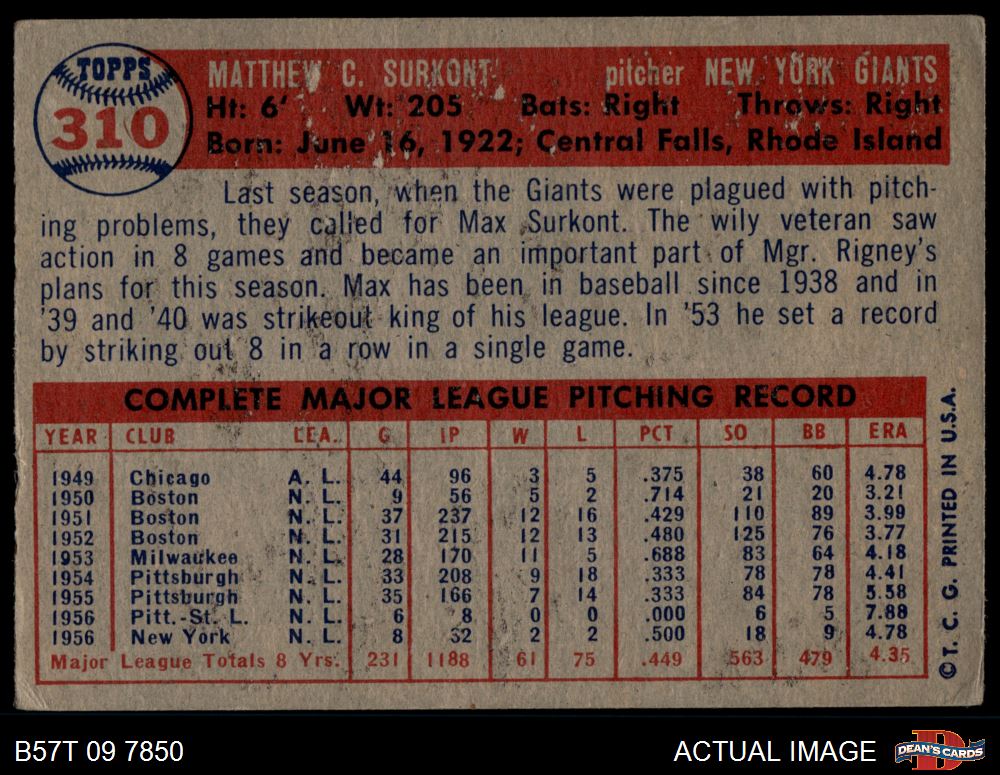 TOPPS
310
MATTHEW C. SURKONT pitcher NEW YORK GIANTS
Ht: 6' Wt: 205 Bats: Right Throws: Right
Born: June 16, 1922; Central Falls, Rhode Island
Last season, when the Giants were plagued with pitch-
ing problems, they called for Max Surkont. The wily veteran saw
action in 8 games and became an important part of Mgr. Rigney's
plans for this season. Max has been in baseball since 1938 and in
'39 and '40 was strikeout king of his league. In '53 he set a record
by striking out 8 in a row in a single game.
COMPLETE MAJOR LEAGUE PITCHING RECORD
YEAR CLUB LEA. G IP W L PCT SO BB ERA
1949 Chicago A. L. 44 96 3 5 .375 38 60 4.78
1950 Boston N. L. 9 56 5 2 .714 21 20 3.21
1951 Boston N. L. 37 237 12 16 .429 110 89 3.99
1952 Boston N. L. 31 215 12 13 .480 125 76 3.77
1953 Milwaukee N. L. 28 170 11 5 .688 83 64 4.18
1954 Pittsburgh N. L. 33 208 9 18 .333 78 78 4.41
1955 Pittsburgh N. L. 35 166 7 14 .333 84 78 5.58
1956 Pitt.-St. L. N. L. 6 8 0 0 .000 6 5 7.88
1956 New York N. L. 8 32 2 2 .500 18 9 4.78
Major League Totals 8 Yrs. 231 1188 61 75 .449 563 479 4.35
©T. C. G. PRINTED IN U.S.A.
B57T 09 7850 ACTUAL IMAGE
D DEAN'S CARDS